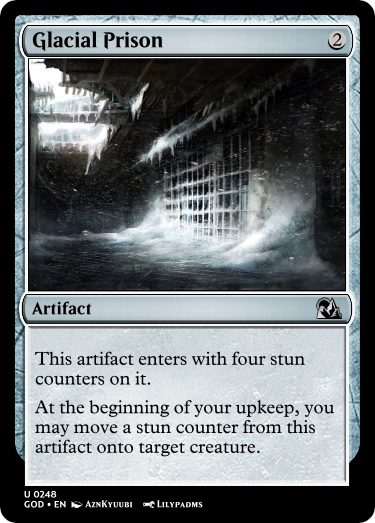 Glacial Prison 2
Artifact
This artifact enters with four stun
counters on it.
At the beginning of your upkeep, you
may move a stun counter from this
artifact onto target creature.
U 0248
GOD • EN AznKyuubi Lilypadms